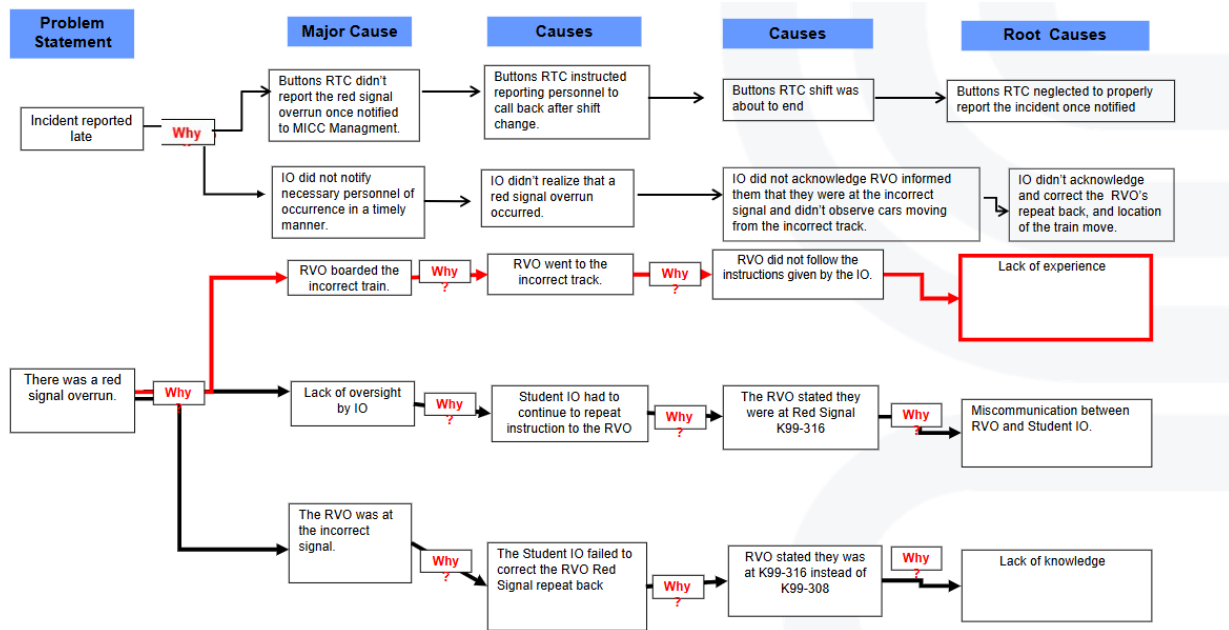 Problem
Statement
Major Cause
Causes
Causes
Root Causes
Incident reported
late
Why
?
Buttons RTC didn't
report the red signal
overrun once notified
to MICC Managment.
Buttons RTC instructed
reporting personnel to
call back after shift
change.
Buttons RTC shift was
about to end
Buttons RTC neglected to properly
report the incident once notified
IO did not notify
necessary personnel of
occurrence in a timely
manner.
IO didn't realize that a
red signal overrun
occurred.
IO did not acknowledge RVO informed
them that they were at the incorrect
signal and didn't observe cars moving
from the incorrect track.
IO didn't acknowledge
and correct the RVO's
repeat back, and location
of the train move.
There was a red
signal overrun.
Why
?
RVO boarded the
incorrect train.
Why
?
RVO went to the
incorrect track.
Why
?
RVO did not follow the
instructions given by the IO.
Lack of experience
Lack of oversight
by IO
Why
?
Student IO had to
continue to repeat
instruction to the RVO
Why
?
The RVO stated they
were at Red Signal
K99-316
Why
?
Miscommunication between
RVO and Student IO.
The RVO was at
the incorrect
signal.
Why
?
The Student IO failed to
correct the RVO Red
Signal repeat back
Why
?
RVO stated they was
at K99-316 instead of
K99-308
Why
?
Lack of knowledge